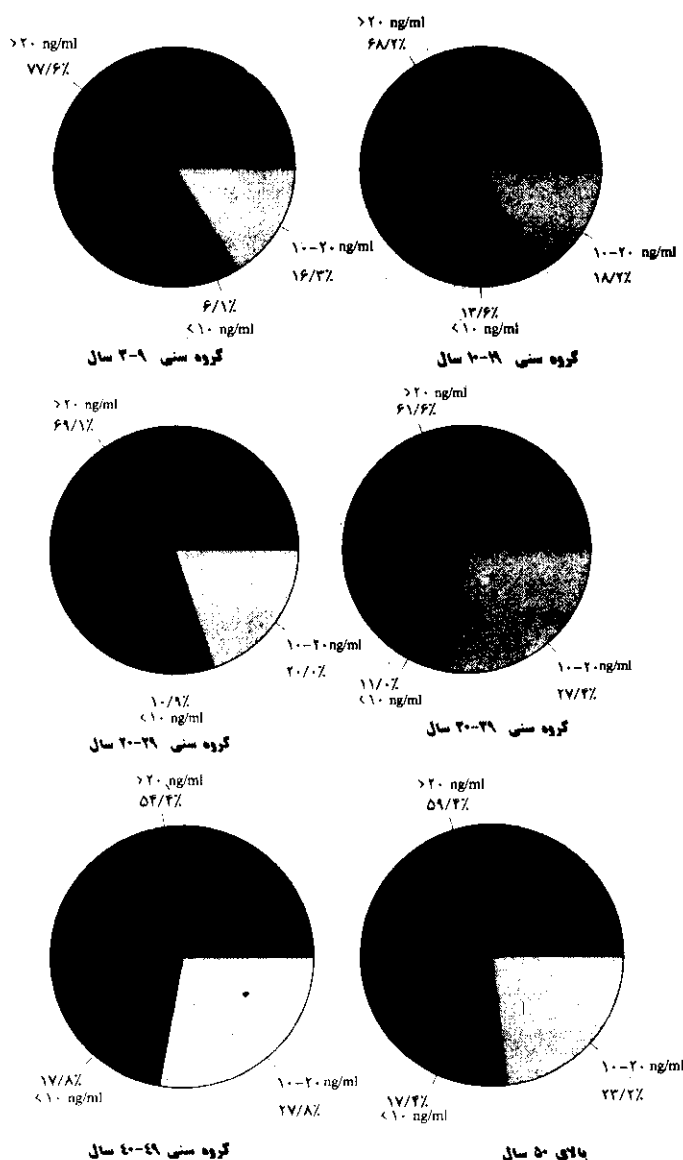 >۲۰ ng/ml
۷۷/۶٪
۱۰-۲۰ ng/ml
۱۶/۳٪
۶/۱٪
<۱۰ ng/ml
گروه سنی ۳-۹ سال
>۲۰ ng/ml
۶۸/۲٪
۱۰-۲۰ ng/ml
۱۸/۲٪
۱۳/۶٪
<۱۰ ng/ml
گروه سنی ۱۰-۱۹ سال
>۲۰ ng/ml
۶۹/۱٪
۱۰-۲۰ ng/ml
۲۰/۰٪
۱۰/۹٪
<۱۰ ng/ml
گروه سنی ۲۰-۲۹ سال
>۲۰ ng/ml
۶۱/۶٪
۱۰-۲۰ ng/ml
۲۷/۴٪
۱۱/۰٪
<۱۰ ng/ml
گروه سنی ۳۰-۳۹ سال
>۲۰ ng/ml
۵۴/۴٪
۱۷/۸٪
<۱۰ ng/ml
۱۰-۲۰ ng/ml
۲۷/۸٪
گروه سنی ۴۰-۴۹ سال
>۲۰ ng/ml
۵۹/۴٪
۱۰-۲۰ ng/ml
۲۳/۲٪
۱۷/۴٪
<۱۰ ng/ml
بالای ۵۰ سال